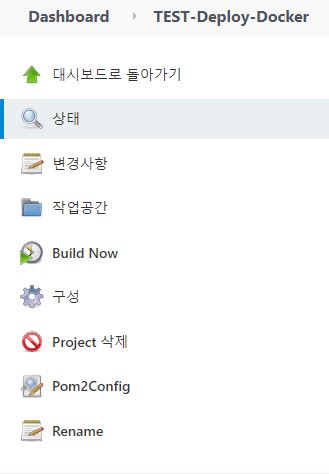 Dashboard TEST-Deploy-Docker
대시보드로 돌아가기
상태
변경사항
작업공간
Build Now
구성
Project 삭제
Pom2Config
Rename